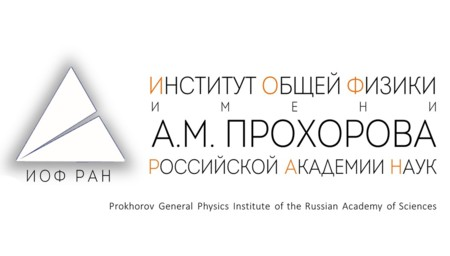 ИНСТИТУТ ОБЩЕЙ ФИЗИКИ
ИМЕНИ
А.М. ПРОХОРОВА
РОССИЙСКОЙ АКАДЕМИИ НАУК
ИОФ РАН
Prokhorov General Physics Institute of the Russian Academy of Sciences